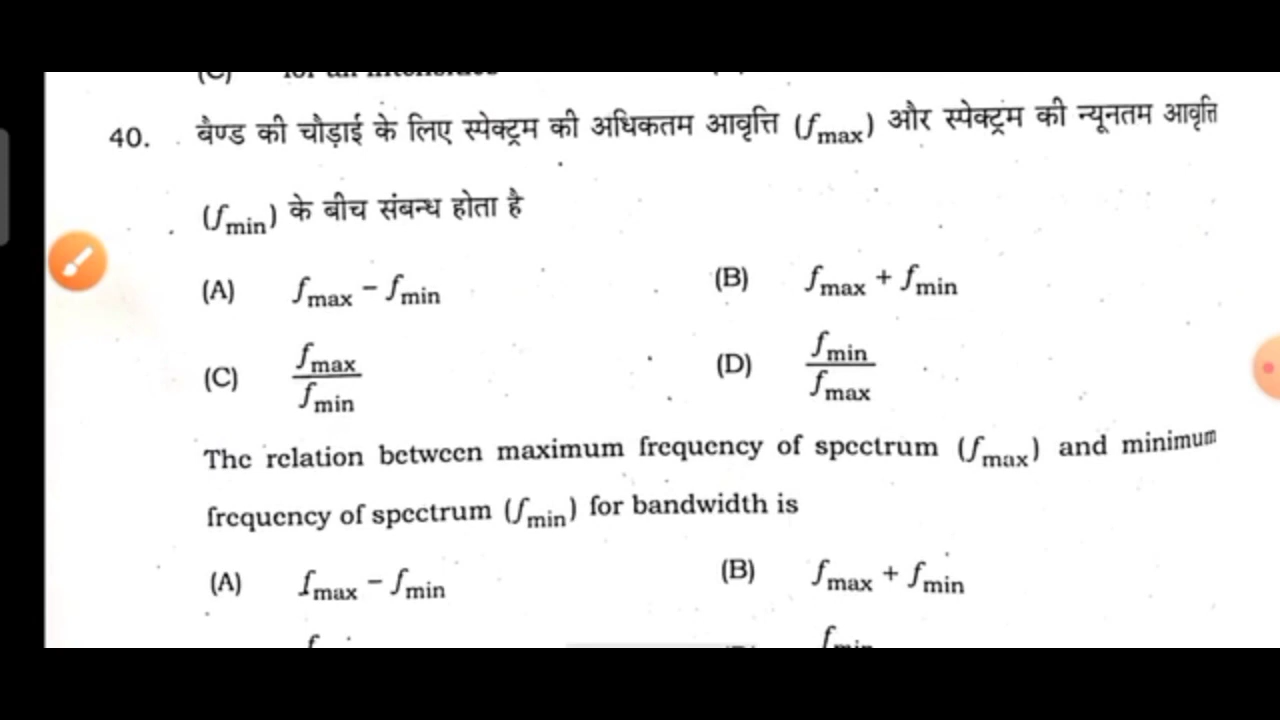 40. बैण्ड की चौड़ाई के लिए स्पेक्ट्रम की अधिकतम आवृत्ति (fmax) और स्पेक्ट्रम की न्यूनतम आवृत्ति
(fmin) के बीच संबन्ध होता है
(A) fmax - fmin (B) fmax + fmin
(C) fmax / fmin (D) fmin / fmax
The relation between maximum frequency of spectrum (fmax) and minimum
frequency of spectrum (fmin) for bandwidth is
(A) fmax - fmin (B) fmax + fmin